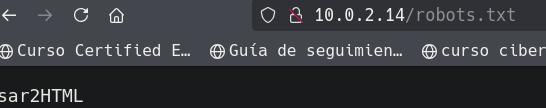 10.0.2.14/robots.txt
Curso Certified E… Guía de seguimien… curso ciber
sar2HTML